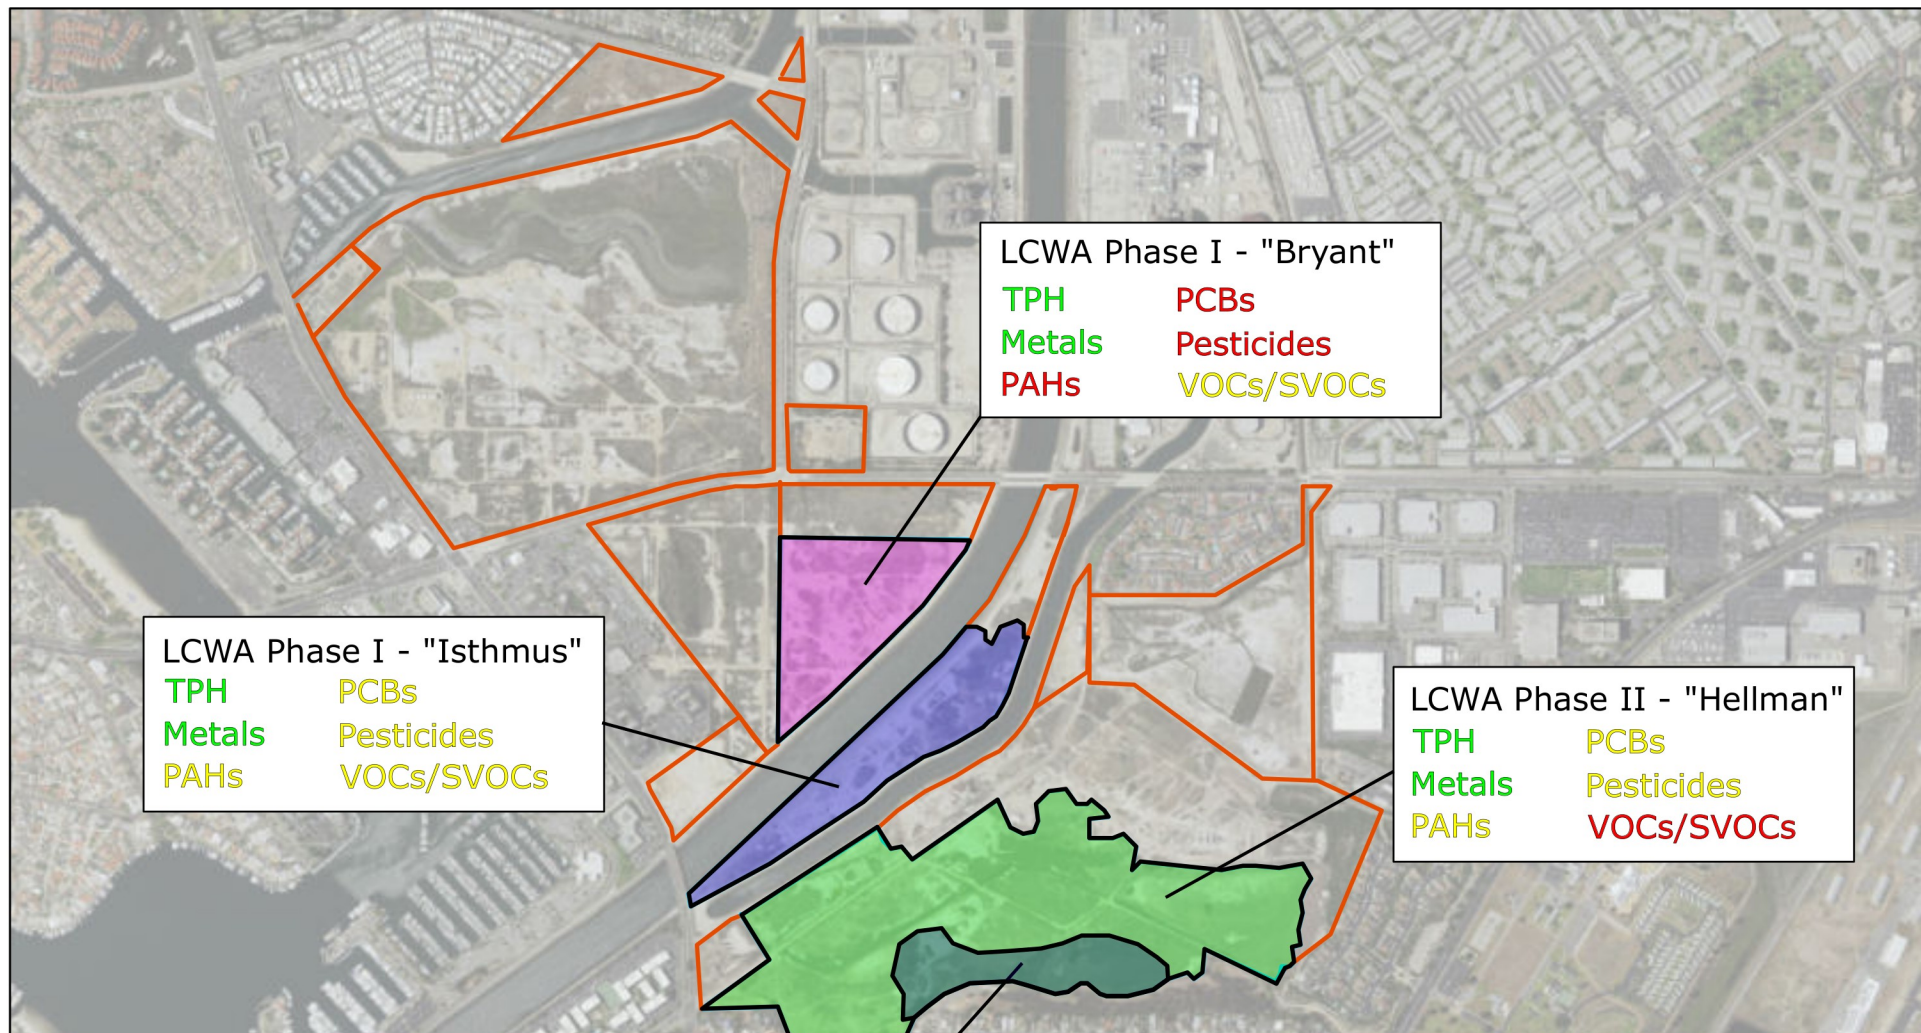 LCWA Phase I - "Bryant"
TPH PCBs
Metals Pesticides
PAHs VOCs/SVOCs
LCWA Phase I - "Isthmus"
TPH PCBs
Metals Pesticides
PAHs VOCs/SVOCs
LCWA Phase II - "Hellman"
TPH PCBs
Metals Pesticides
PAHs VOCs/SVOCs